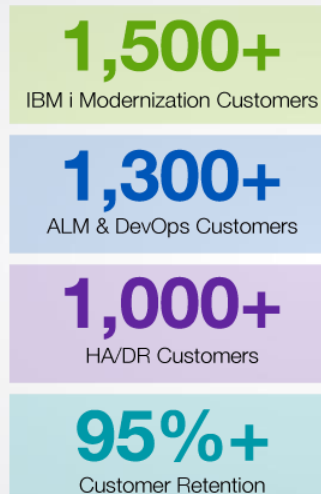 1,500+
IBM i Modernization Customers
1,300+
ALM & DevOps Customers
1,000+
HA/DR Customers
95%+
Customer Retention